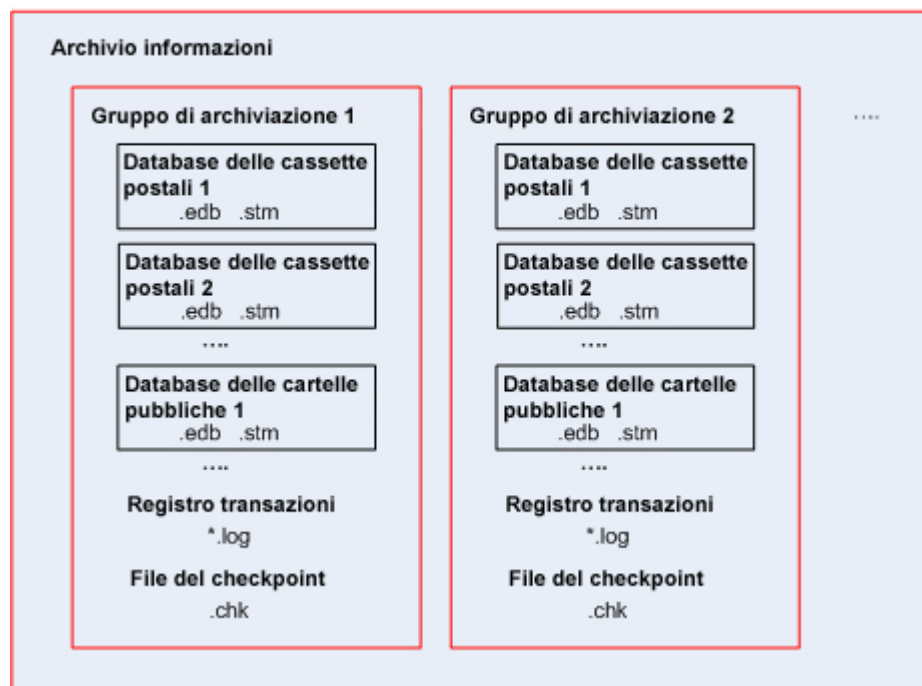 Archivio informazioni
Gruppo di archiviazione 1
Database delle cassette
postali 1
.edb .stm
Database delle cassette
postali 2
.edb .stm
....
Database delle cartelle
pubbliche 1
.edb .stm
....
Registro transazioni
*.log
File del checkpoint
.chk
Gruppo di archiviazione 2
Database delle cassette
postali 1
.edb .stm
Database delle cassette
postali 2
.edb .stm
....
Database delle cartelle
pubbliche 1
.edb .stm
....
Registro transazioni
*.log
File del checkpoint
.chk
....